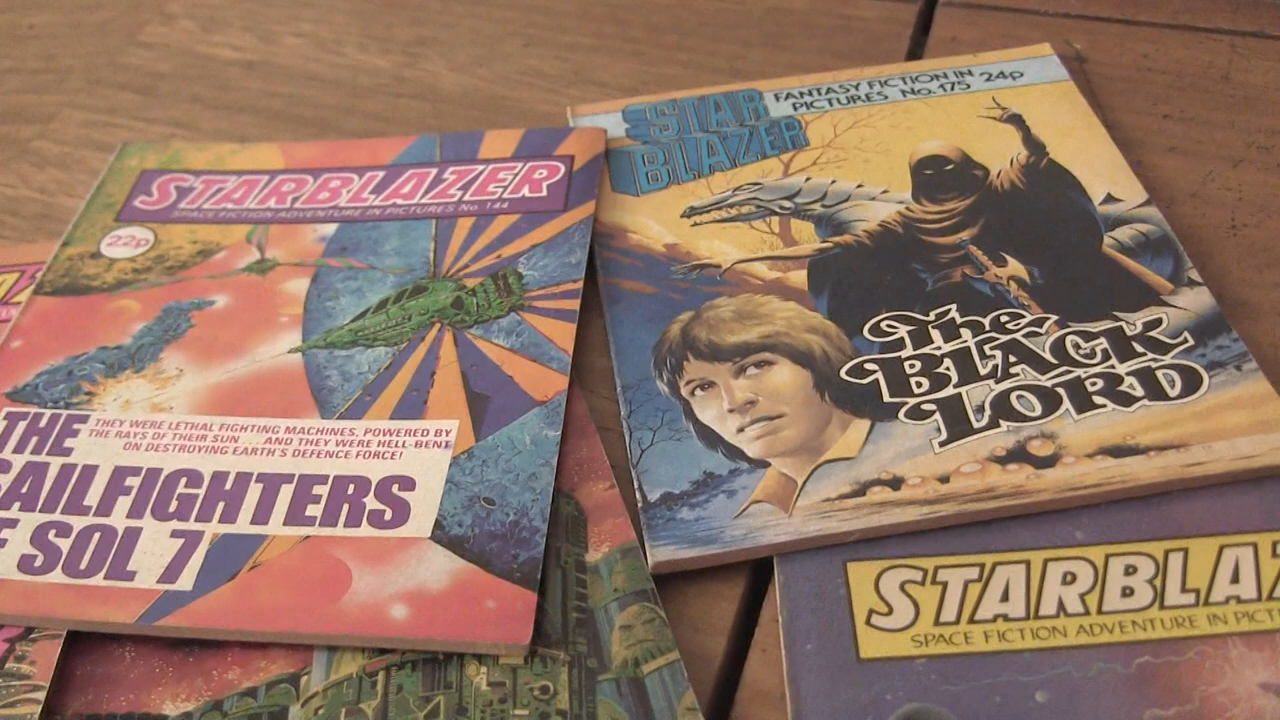 STARBLAZER
SPACE FICTION ADVENTURE IN PICTURES No. 144
22p
THE
THEY WERE LETHAL FIGHTING MACHINES, POWERED BY
THE RAYS OF THEIR SUN... AND THEY WERE HELL-BENT
ON DESTROYING EARTH'S DEFENCE FORCE!
SAILFIGHTERS
F SOL 7
STAR
BLAZER
FANTASY FICTION IN
PICTURES No. 175
24p
The
BLACK
LORD
STARBLAZ
SPACE FICTION ADVENTURE IN PICT